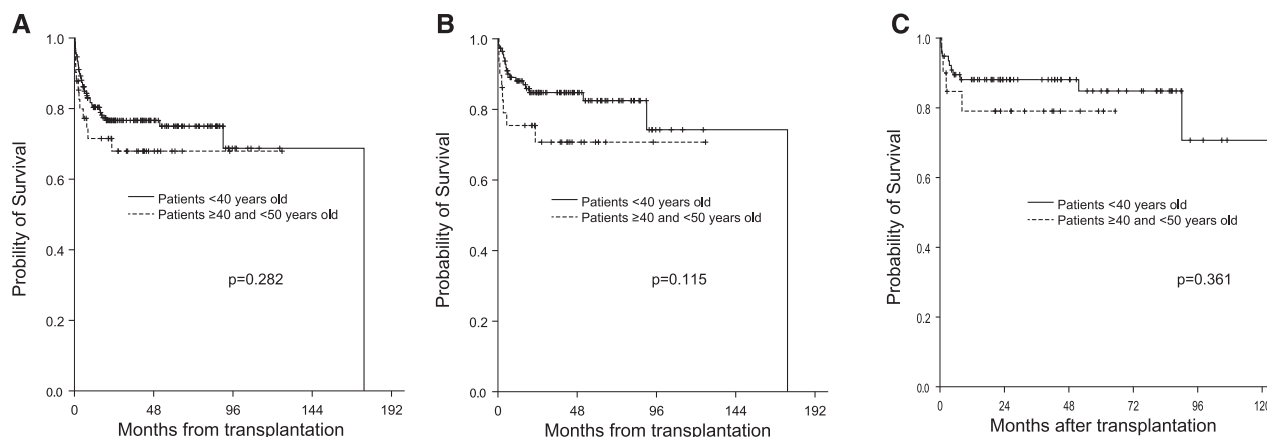 A
Probility of Survival
1.0
0.8
0.6
0.4
0.2
0.0
Patients <40 years old
Patients ≥40 and <50 years old
p=0.282
0 48 96 144 192
Months from transplantation
B
Probability of Survival
1.0
0.8
0.6
0.4
0.2
0.0
Patients <40 years old
Patients ≥40 and <50 years old
p=0.115
0 48 96 144 192
Months from transplantation
C
Probability of Survival
1.0
0.8
0.6
0.4
0.2
0.0
Patients <40 years old
Patients ≥40 and <50 years old
p=0.361
0 24 48 72 96 120
Months after transplantation